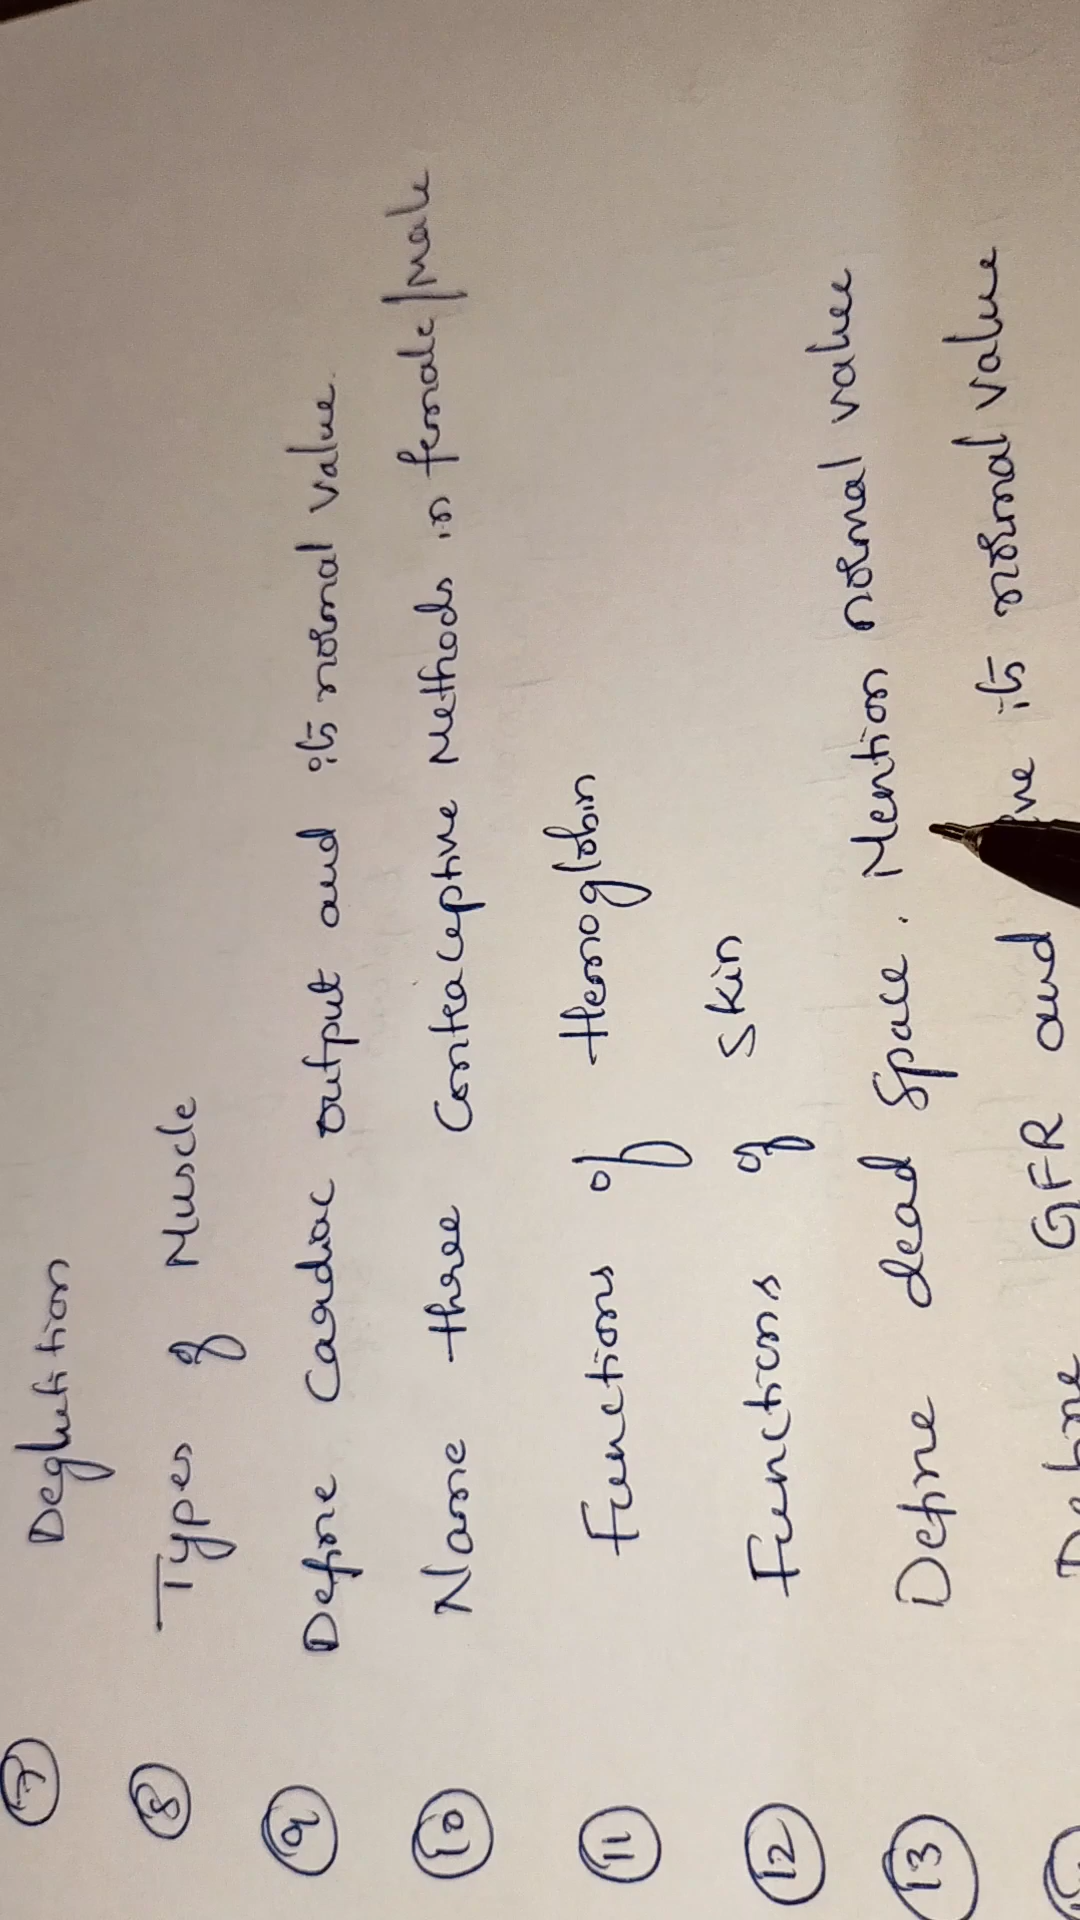 7 Deglutition
8 Types of Muscle
9 Define Cardiac output and its normal value.
10 Name three Contraceptive Methods in female/male
11 Functions of Hemoglobin
12 Functions of Skin
13 Define dead Space. Mention normal value
Define GFR and its normal value